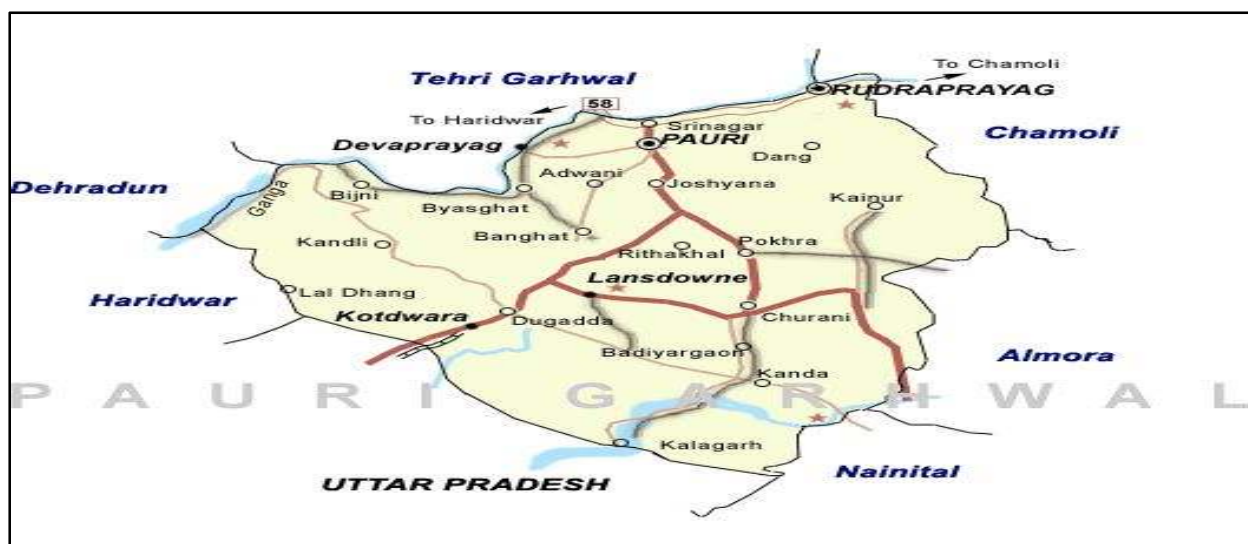 To Chamoli
Tehri Garhwal
RUDRAPRAYAG
58
To Haridwar
Srinagar
Chamoli
Devaprayag
PAURI
Dang
Dehradun
Adwani
Joshyana
Bijni
Ganga
Byasghat
Kainur
Banghat
Kandli
Rithakhal
Pokhra
Lansdowne
Haridwar
Lal Dhang
Kotdwara
Dugadda
Churani
Badiyargaon
Almora
Kanda
PAURI GARHWAL
Kalagarh
Nainital
UTTAR PRADESH